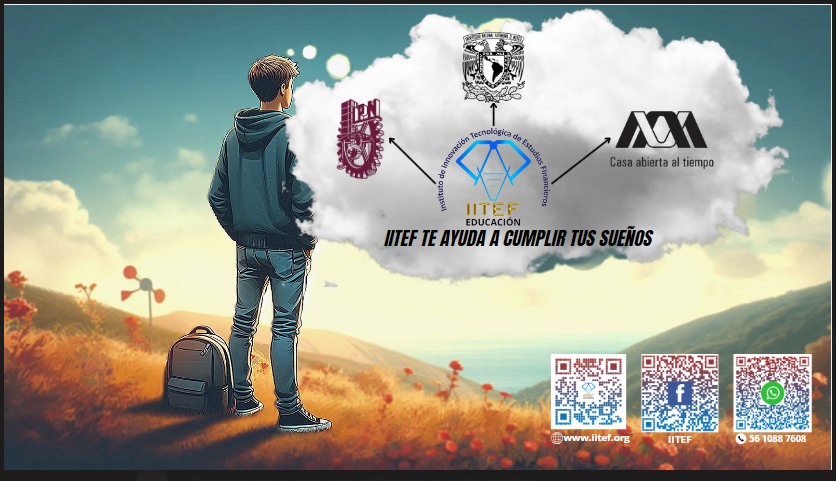 IPN
Casa abierta al tiempo
Instituto de Innovación Tecnológica de Estudios Financieros
IITEF
EDUCACIÓN
IITEF TE AYUDA A CUMPLIR TUS SUEÑOS
www.iitef.org
IITEF
56 1088 7608